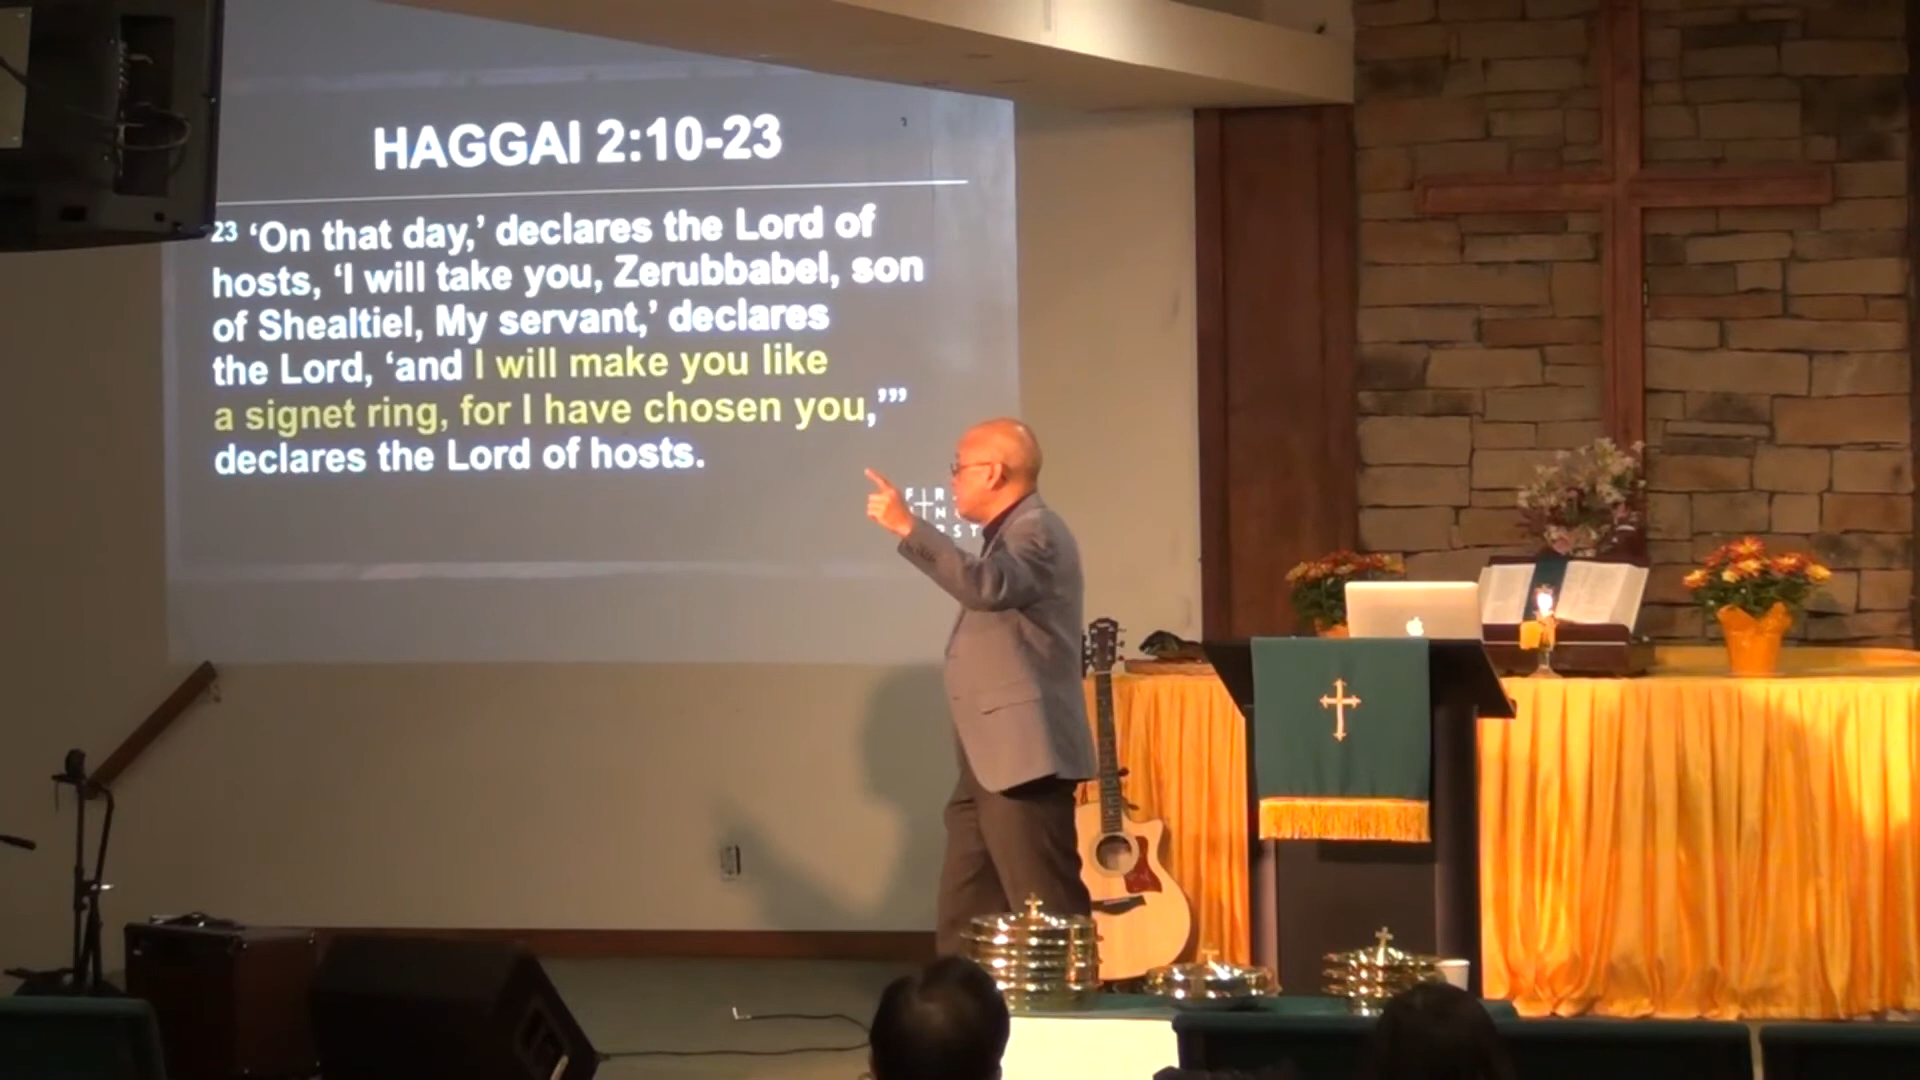 HAGGAI 2:10-23
23 ‘On that day,’ declares the Lord of
hosts, ‘I will take you, Zerubbabel, son
of Shealtiel, My servant,’ declares
the Lord, ‘and I will make you like
a signet ring, for I have chosen you,’”’
declares the Lord of hosts.